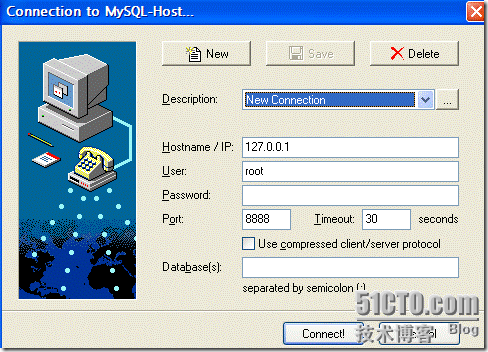 Connection to MySQL-Host...
New Save Delete
Description: New Connection ...
Hostname / IP: 127.0.0.1
User: root
Password:
Port: 8888 Timeout: 30 seconds
Use compressed client/server protocol
Database(s):
separated by semicolon (;)
51CTO.com
Connect!
技术博客 Blog